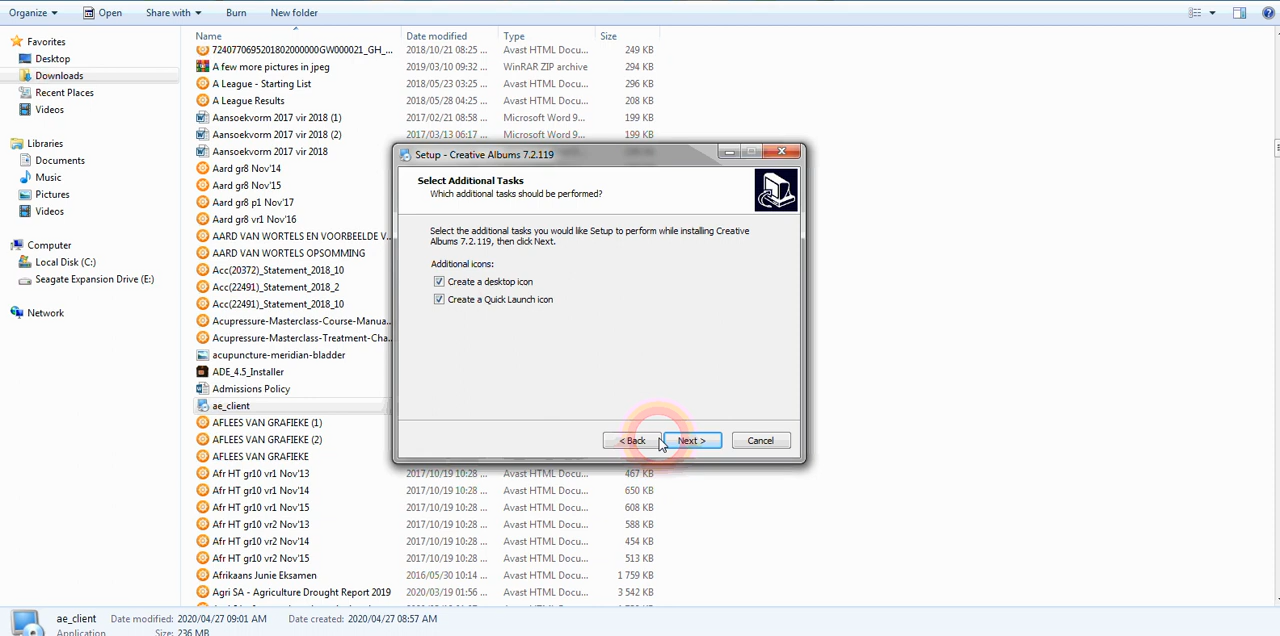 Organize
Open
Share with
Burn
New folder
Favorites
Desktop
Downloads
Recent Places
Videos
Libraries
Documents
Music
Pictures
Videos
Computer
Local Disk (C:)
Seagate Expansion Drive (E:)
Network
Name Date modified Type Size
7240770695201802000000GW000021_GH_... 2018/10/21 08:25 ... Avast HTML Docu... 249 KB
A few more pictures in jpeg 2019/03/10 09:32 ... WinRAR ZIP archive 294 KB
A League - Starting List 2018/05/23 03:25 ... Avast HTML Docu... 94 KB
A League Results 2018/05/28 04:25 ... Avast HTML Docu... 208 KB
Aansoekvorm 2017 vir 2018 (1) 2017/02/21 08:58 ... Microsoft Word 9... 199 KB
Aansoekvorm 2017 vir 2018 (2) 2017/03/13 06:17 ... Microsoft Word 9... 199 KB
Aansoekvorm 2017 vir 2018
Aard gr8 Nov'14
Aard gr8 Nov'15
Aard gr8 p1 Nov'17
Aard gr8 vr1 Nov'16
AARD VAN WORTELS EN VOORBEELDE V...
AARD VAN WORTELS OPSOMMING
Acc(20372)_Statement_2018_10
Acc(22491)_Statement_2018_2
Acc(22491)_Statement_2018_10
Acupressure-Masterclass-Course-Manua...
Acupressure-Masterclass-Treatment-Cha...
acupuncture-meridian-bladder
ADE_4.5_Installer
Admissions Policy
ae_client
AFLEES VAN GRAFIEKE (1)
AFLEES VAN GRAFIEKE (2)
AFLEES VAN GRAFIEKE
Afr HT gr10 vr1 Nov'13 2017/10/19 10:28 ... Avast HTML Docu... 467 KB
Afr HT gr10 vr1 Nov'14 2017/10/19 10:28 ... Avast HTML Docu... 650 KB
Afr HT gr10 vr1 Nov'15 2017/10/19 10:28 ... Avast HTML Docu... 608 KB
Afr HT gr10 vr2 Nov'13 2017/10/19 10:28 ... Avast HTML Docu... 588 KB
Afr HT gr10 vr2 Nov'14 2017/10/19 10:28 ... Avast HTML Docu... 454 KB
Afr HT gr10 vr2 Nov'15 2017/10/19 10:28 ... Avast HTML Docu... 513 KB
Afrikaans Junie Eksamen 2016/05/30 10:14 ... Avast HTML Docu... 1 759 KB
Agri SA - Agriculture Drought Report 2019 2020/03/19 01:56 ... Avast HTML Docu... 3 542 KB
Setup - Creative Albums 7.2.119
Select Additional Tasks
Which additional tasks should be performed?
Select the additional tasks you would like Setup to perform while installing Creative
Albums 7.2.119, then click Next.
Additional icons:
Create a desktop icon
Create a Quick Launch icon
< Back
Next >
Cancel
ae_client Date modified: 2020/04/27 09:01 AM Date created: 2020/04/27 08:57 AM
Application Size: 236 MB